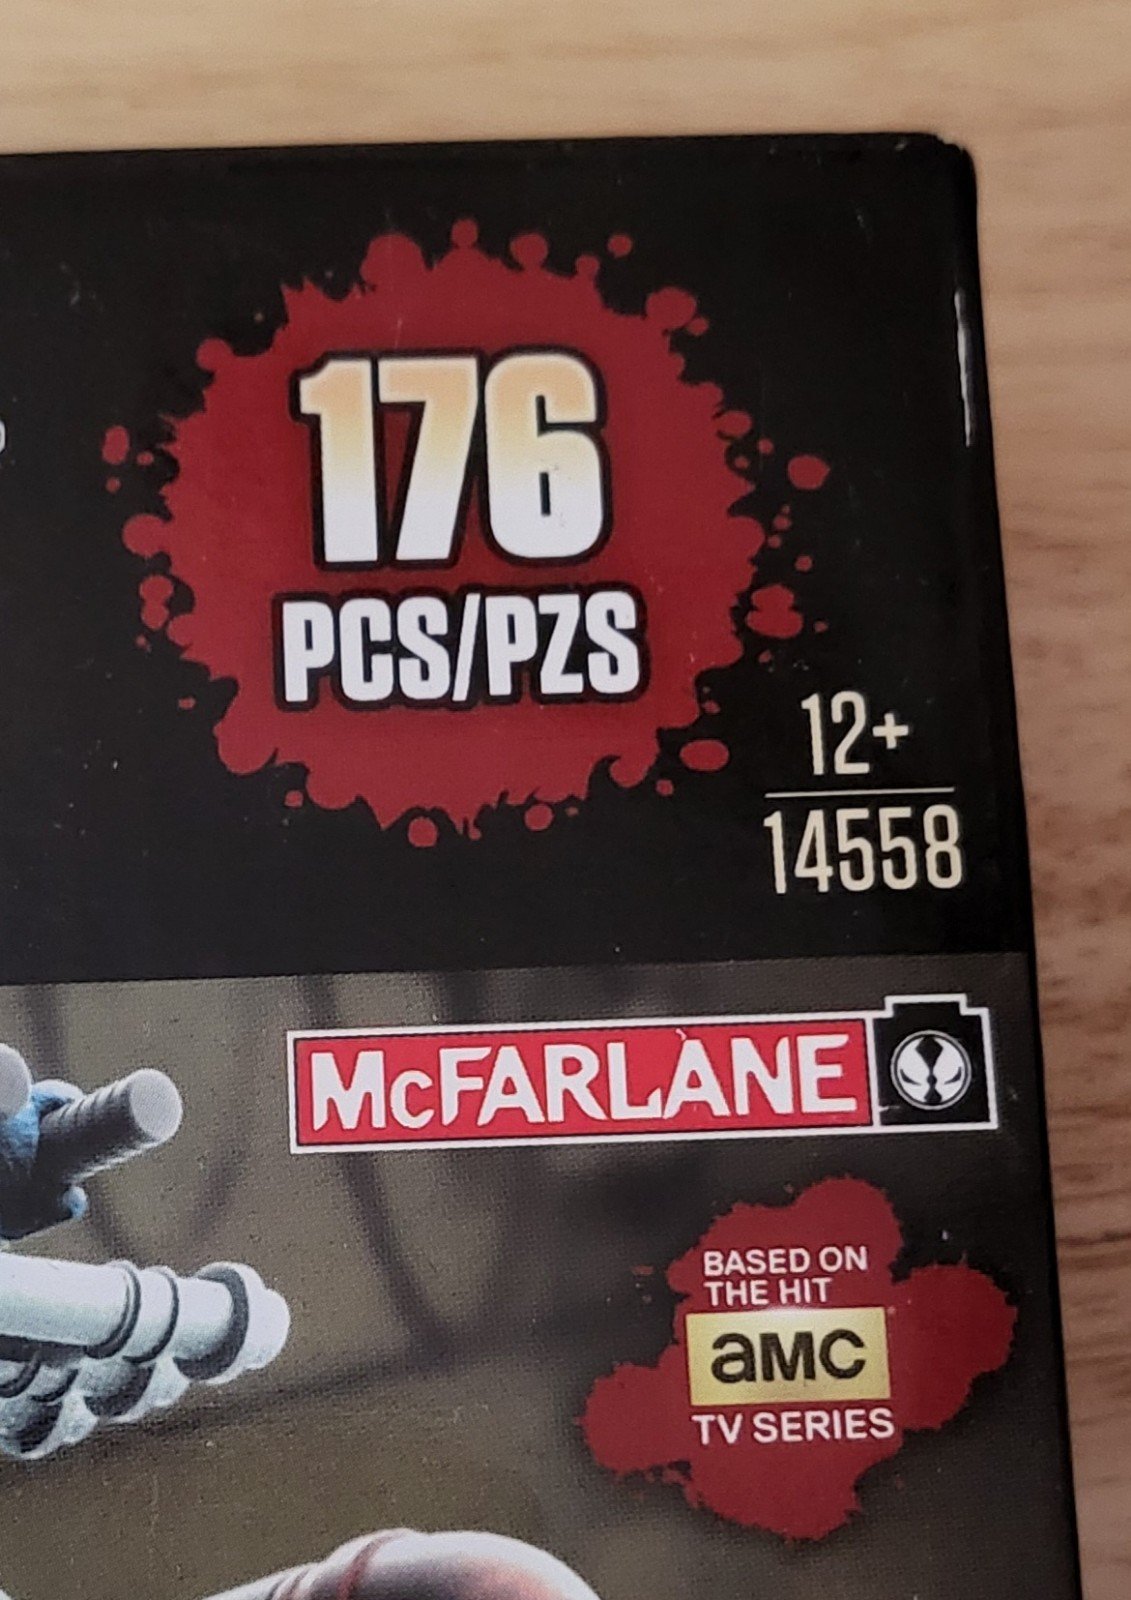 176
PCS/PZS
12+
14558
McFARLANE
BASED ON
THE HIT
aMC
TV SERIES